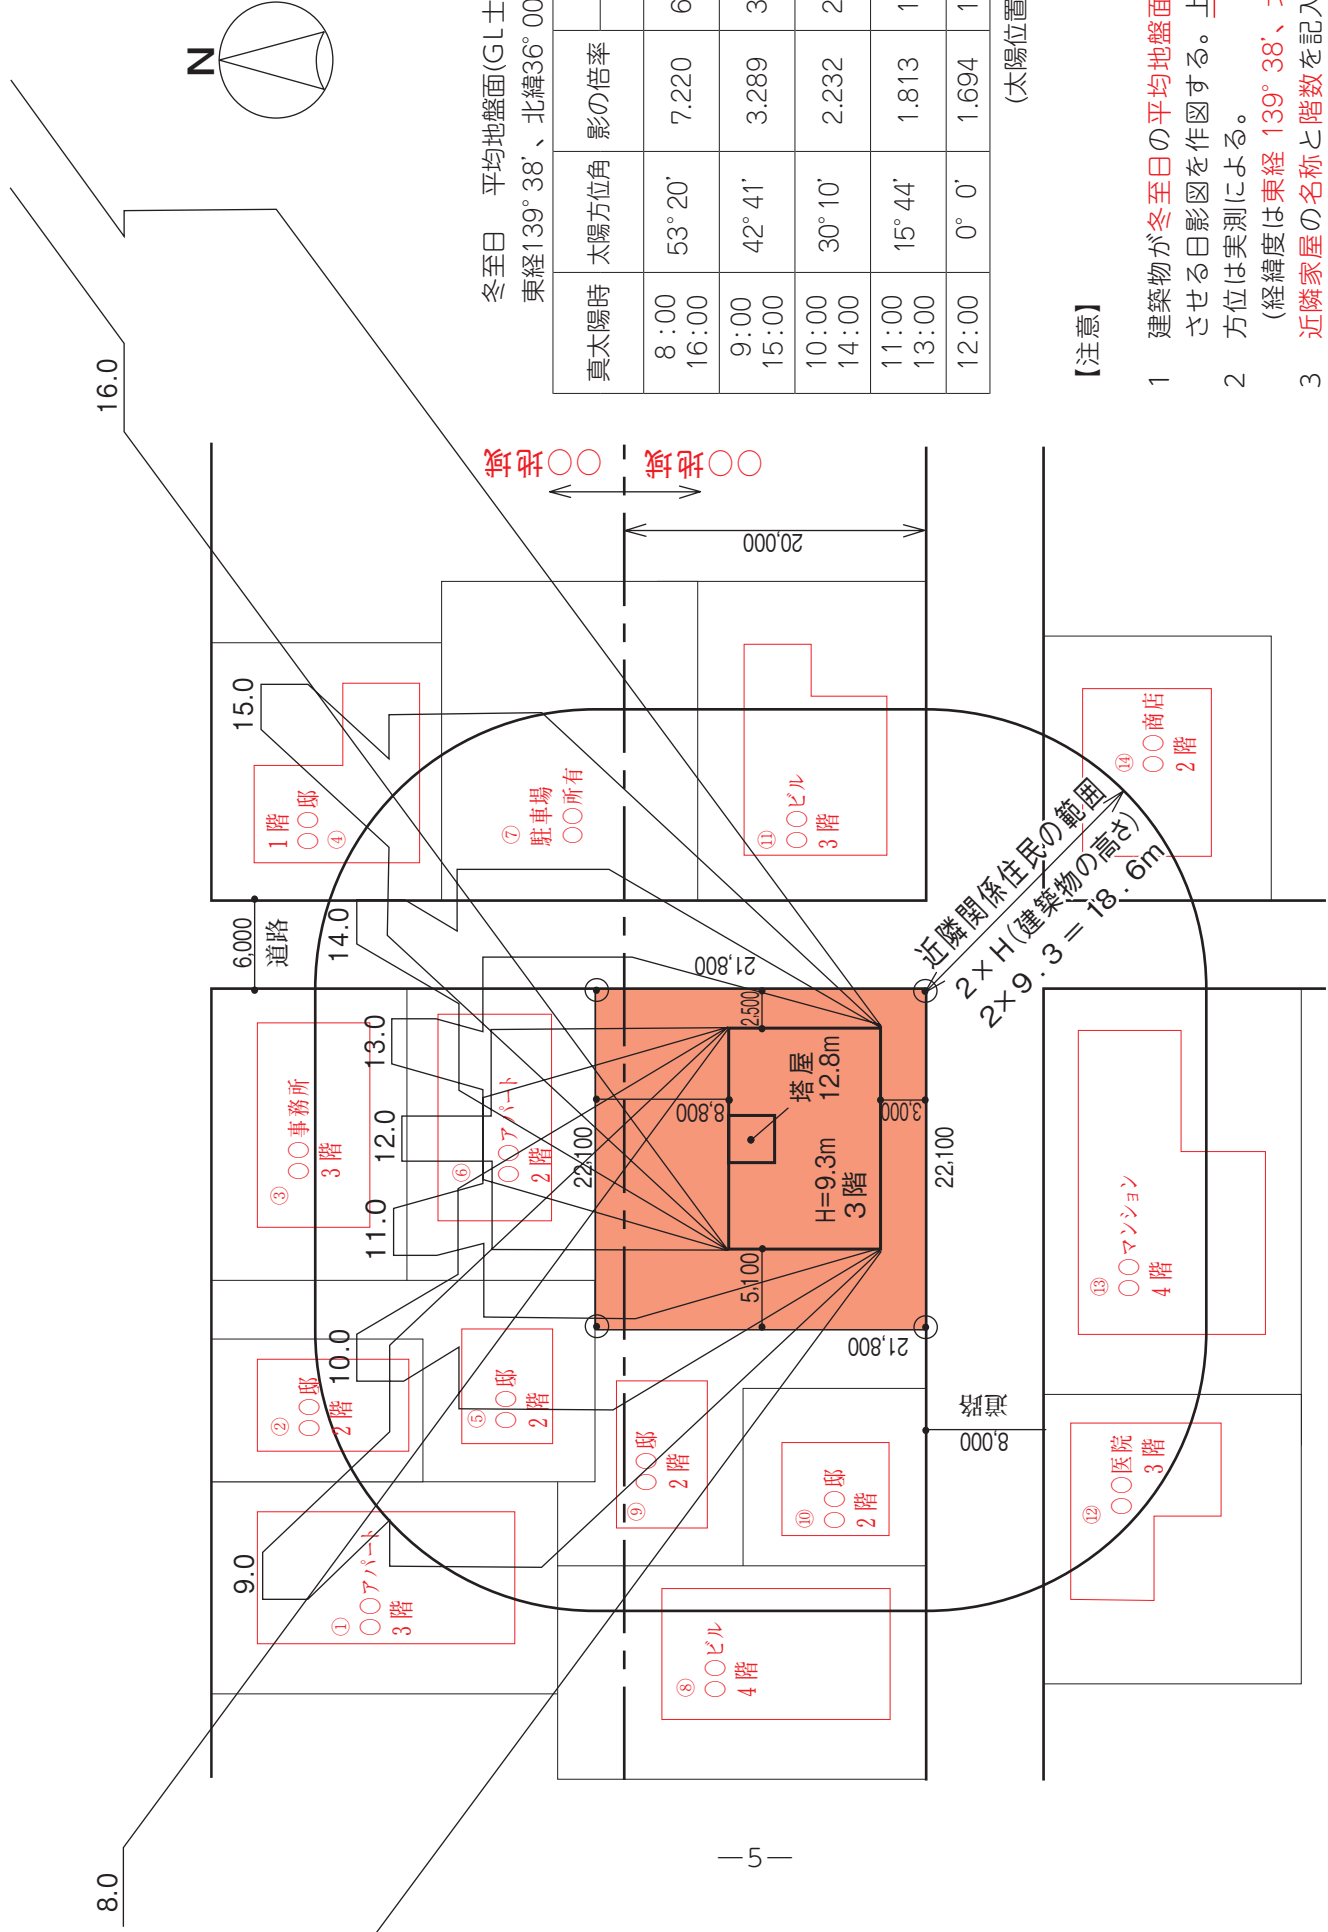 N
冬至日 平均地盤面(GL±
東経139° 38’、北緯36° 00
真太陽時 太陽方位角 影の倍率
8:00 16:00 53° 20’ 7.220 6
9:00 15:00 42° 41’ 3.289 3
10:00 14:00 30° 10’ 2.232 2
11:00 13:00 15° 44’ 1.813 1
12:00 0° 0’ 1.694 1
(太陽位置
【注意】
1 建築物が冬至日の平均地盤面
させる日影図を作図する。上
2 方位は実測による。
(経緯度は東経 139° 38’、
3 近隣家屋の名称と階数を記入
8.0
9.0
10.0
11.0
12.0
13.0
14.0
15.0
16.0
①
○○アパート
3階
②
○○邸
2階
③
○○事務所
3階
1階
○○邸
④
⑤
○○邸
2階
⑥
○○アパート
2階
⑦
駐車場
○○所有
⑧
○○ビル
4階
⑨
○○邸
2階
⑩
○○邸
2階
⑪
○○ビル
3階
⑫
○○医院
3階
⑬
○○マンション
4階
⑭
○○商店
2階
6,000
道路
○○地域
○○地域
20,000
22,100
21,800
8,800
2,500
塔屋
12.8m
H=9.3m
3階
5,100
3,000
22,100
21,800
道路
8,000
近隣関係住民の範囲
2×H(建築物の高さ)
2×9.3=18.6m
—5—